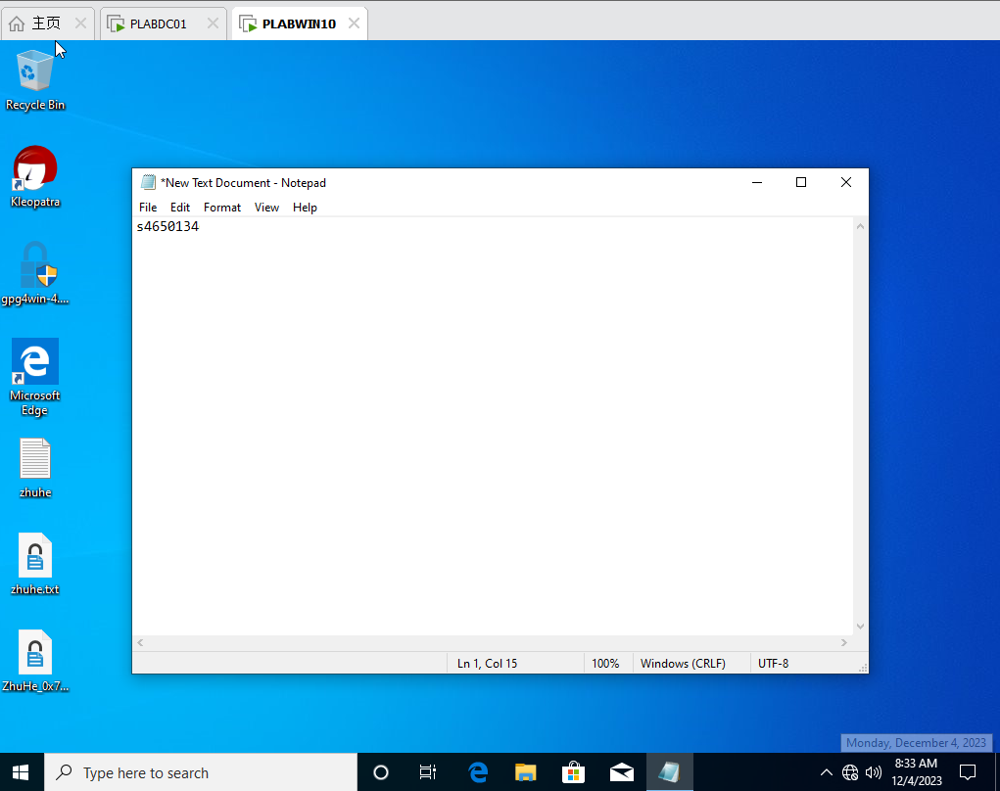 主页
PLABDC01
PLABWIN10
Recycle Bin
Kleopatra
gpg4win-4....
Microsoft
Edge
zhuhe
zhuhe.txt
ZhuHe_0x7...
*New Text Document - Notepad
File Edit Format View Help
s4650134
Ln 1, Col 15
100%
Windows (CRLF)
UTF-8
Monday, December 4, 2023
Type here to search
8:33 AM
12/4/2023